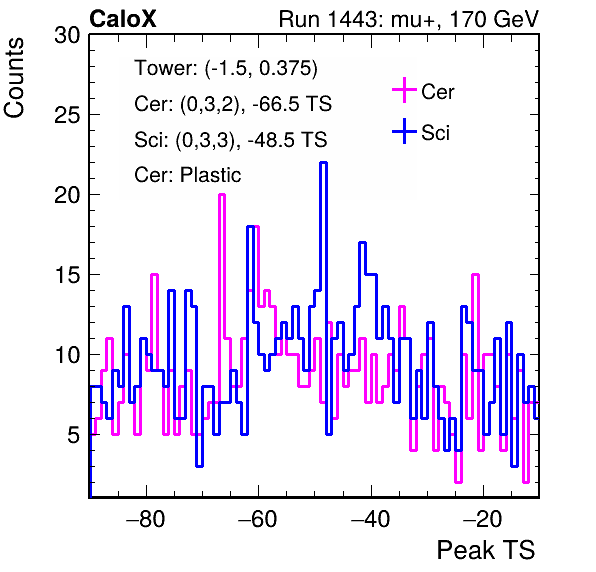 CaloX Run 1443: mu+, 170 GeV
Counts
30
25
20
15
10
5
Tower: (-1.5, 0.375)
Cer: (0,3,2), -66.5 TS
Sci: (0,3,3), -48.5 TS
Cer: Plastic
Cer
Sci
−80 −60 −40 −20
Peak TS